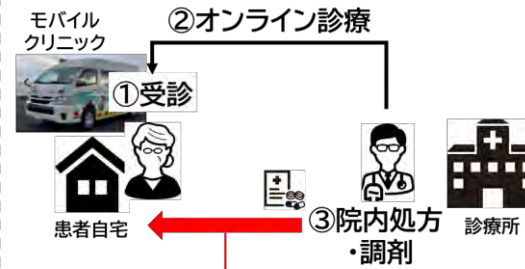 モバイル
クリニック
②オンライン診療
①受診
患者自宅
③院内処方
・調剤
診療所